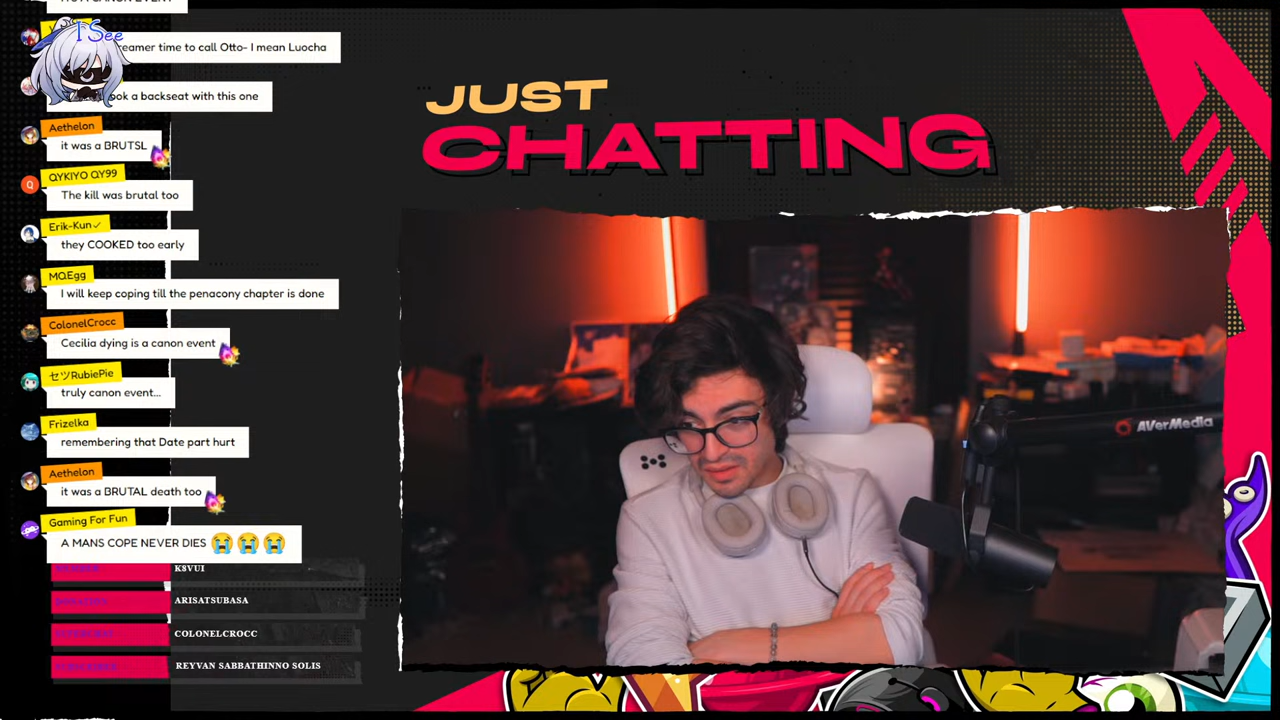 I See
reamer time to call Otto- I mean Luocha
ook a backseat with this one
Aethelon
it was a BRUTSL
QYKIYO QY99
The kill was brutal too
Erik-Kun
they COOKED too early
MQEgg
I will keep coping till the penacony chapter is done
ColonelCrocc
Cecilia dying is a canon event
セツRubiePie
truly canon event...
Frizelka
remembering that Date part hurt
Aethelon
it was a BRUTAL death too
Gaming For Fun
A MANS COPE NEVER DIES 😭😭😭
K8VUI
ARISATSUBASA
COLONELCROCC
REYVAN SABBATHINNO SOLIS
JUST
CHATTING
AVerMedia